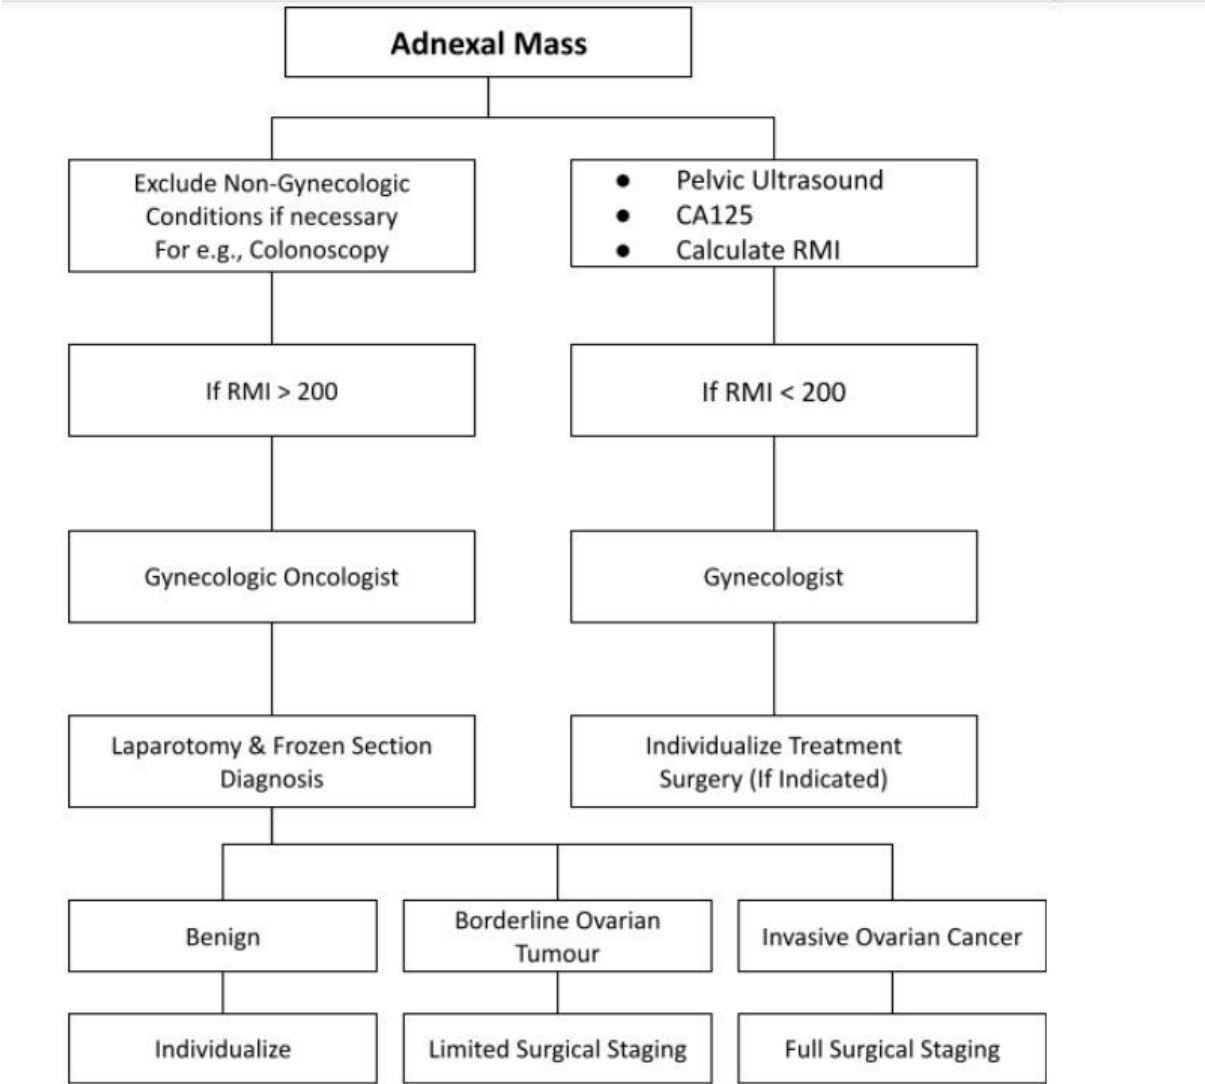 Adnexal Mass
Exclude Non-Gynecologic
Conditions if necessary
For e.g., Colonoscopy
● Pelvic Ultrasound
● CA125
● Calculate RMI
If RMI > 200
If RMI < 200
Gynecologic Oncologist
Gynecologist
Laparotomy & Frozen Section
Diagnosis
Individualize Treatment
Surgery (If Indicated)
Benign
Borderline Ovarian
Tumour
Invasive Ovarian Cancer
Individualize
Limited Surgical Staging
Full Surgical Staging